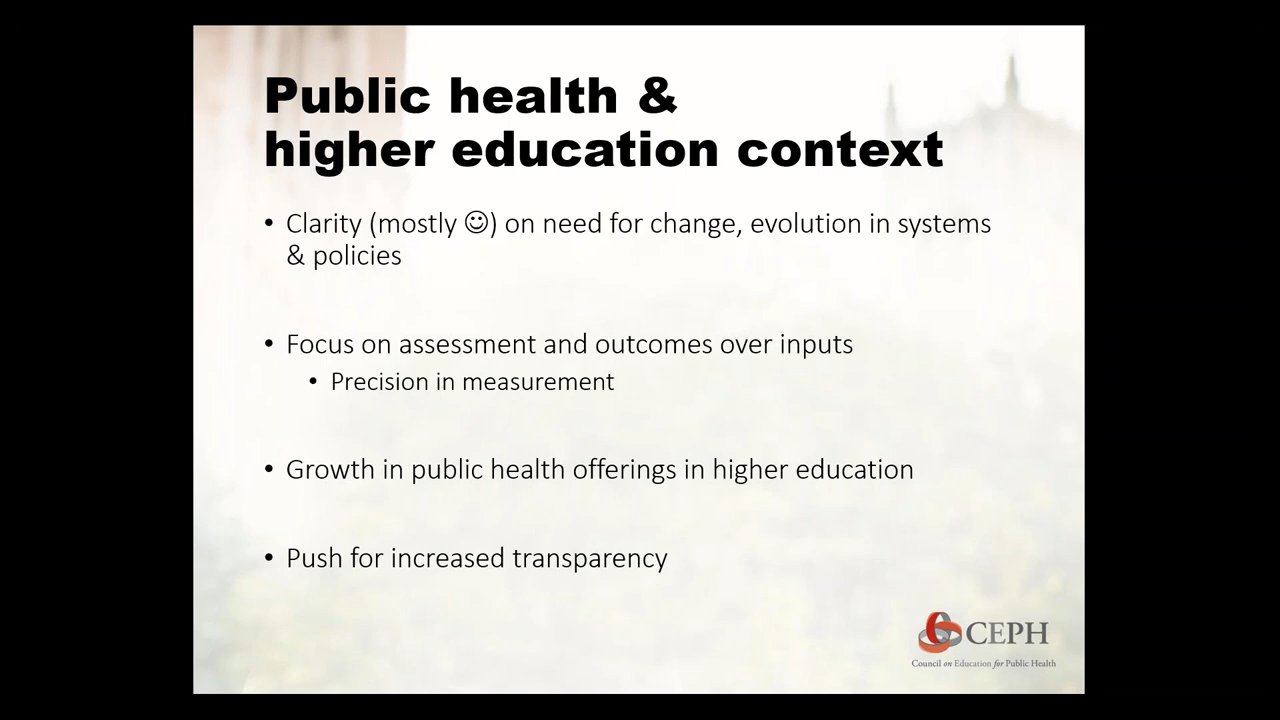 Public health &
higher education context
• Clarity (mostly ☺) on need for change, evolution in systems
& policies
• Focus on assessment and outcomes over inputs
• Precision in measurement
• Growth in public health offerings in higher education
• Push for increased transparency
CEPH
Council on Education for Public Health